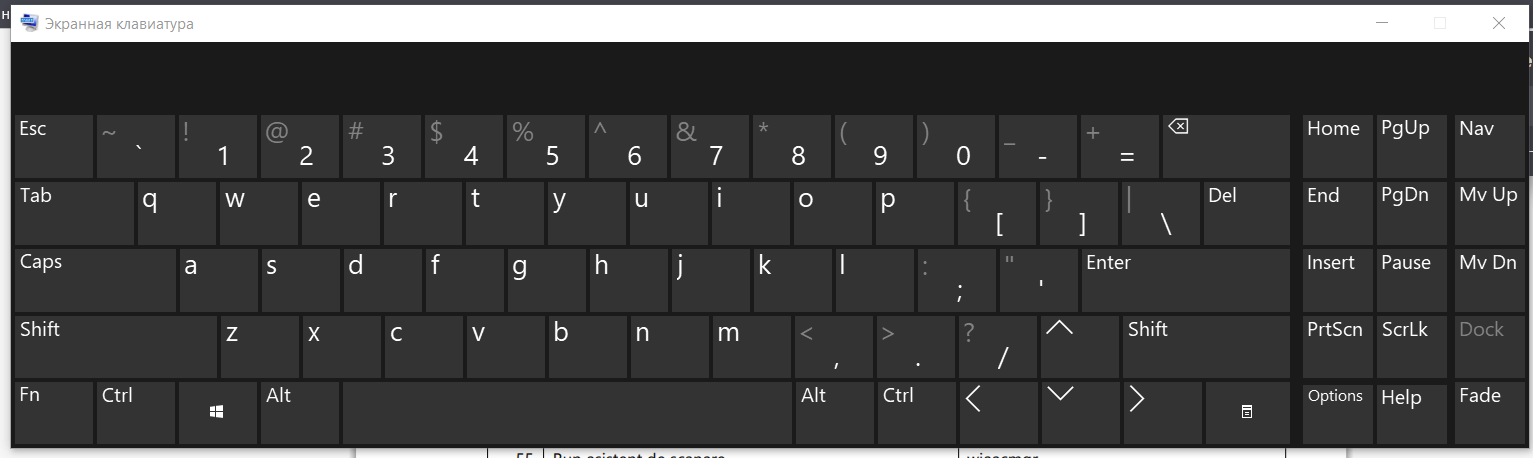 Экранная клавиатура
Esc ~ ` ! 1 @ 2 # 3 $ 4 % 5 ^ 6 & 7 * 8 ( 9 ) 0 _ - + = Home PgUp Nav
Tab q w e r t y u i o p { [ } ] | \ Del End PgDn Mv Up
Caps a s d f g h j k l : ; " ' Enter Insert Pause Mv Dn
Shift z x c v b n m < , > . ? / Shift PrtScn ScrLk Dock
Fn Ctrl Alt Alt Ctrl Options Help Fade